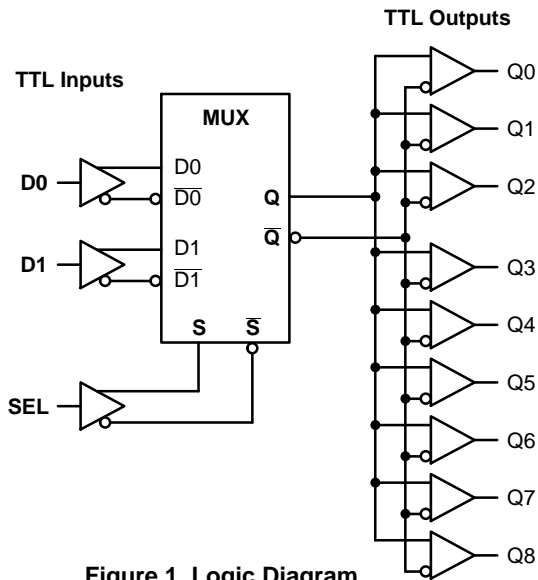 TTL Outputs
TTL Inputs
MUX
D0
D0
D0
Q
Q
D1
D1
D1
S
S
SEL
Q0
Q1
Q2
Q3
Q4
Q5
Q6
Q7
Q8
Figure 1. Logic Diagram